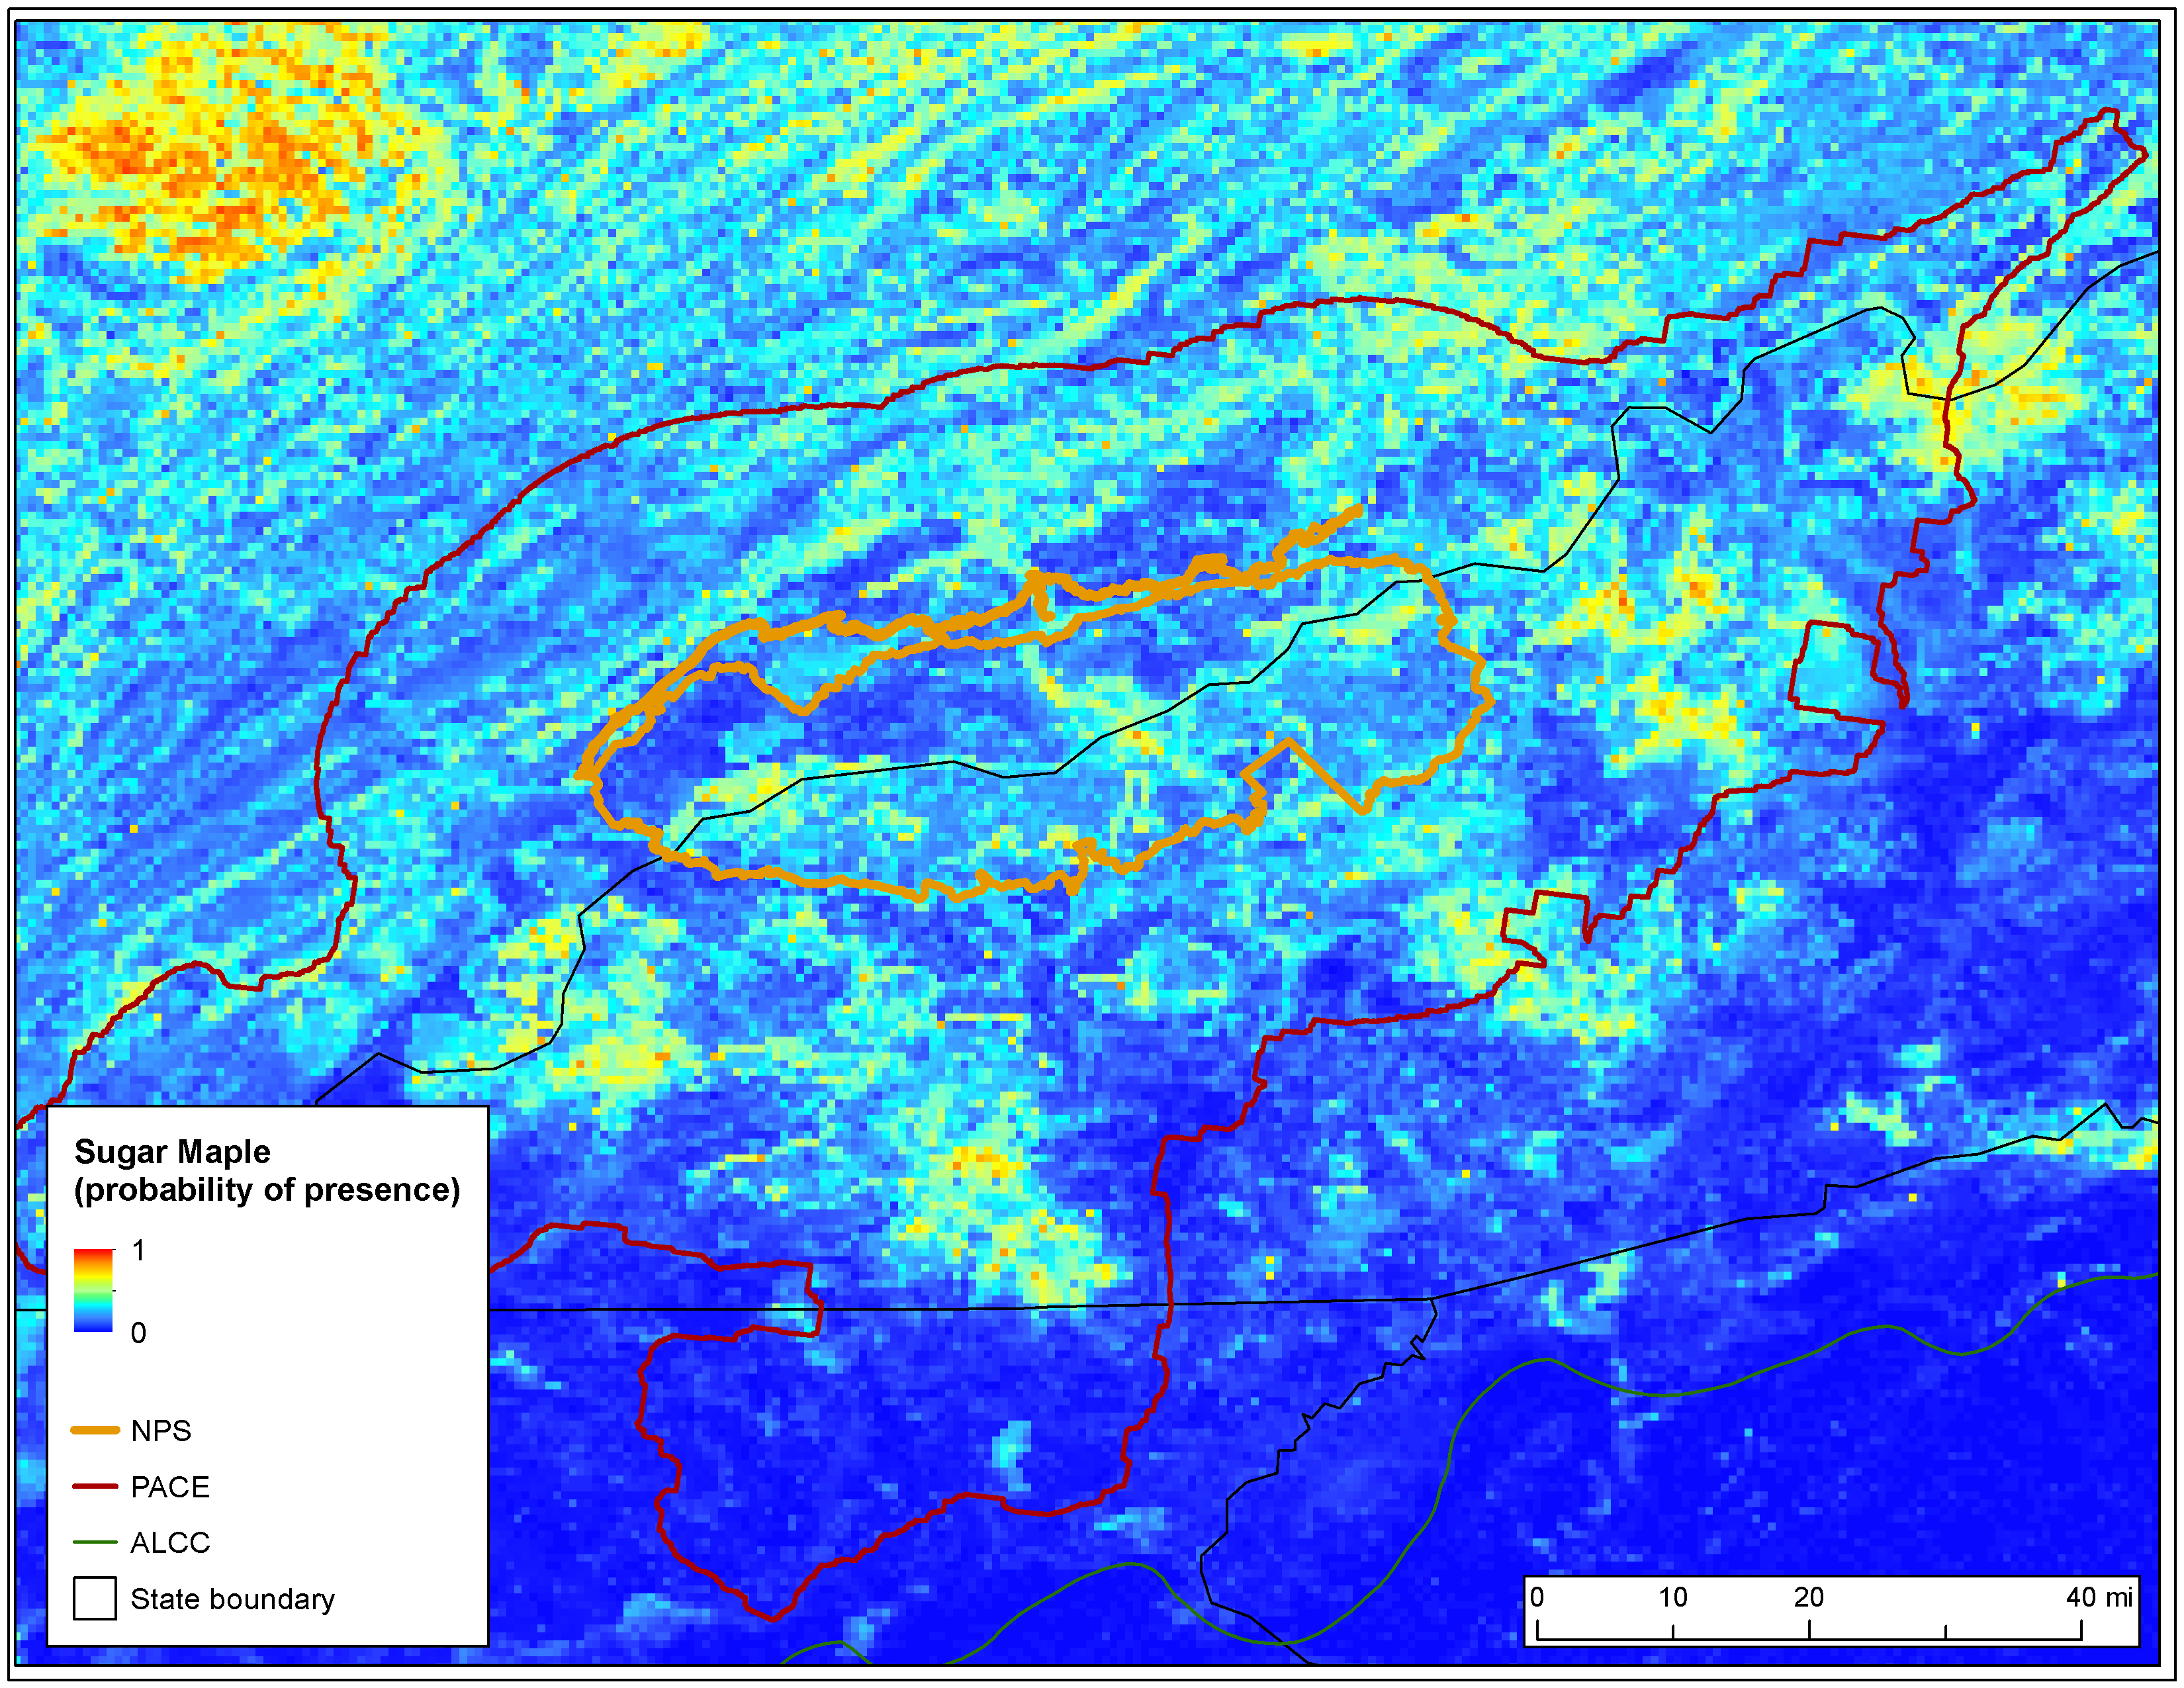 Sugar Maple
(probability of presence)
1
0
NPS
PACE
ALCC
State boundary
0 10 20 40 mi